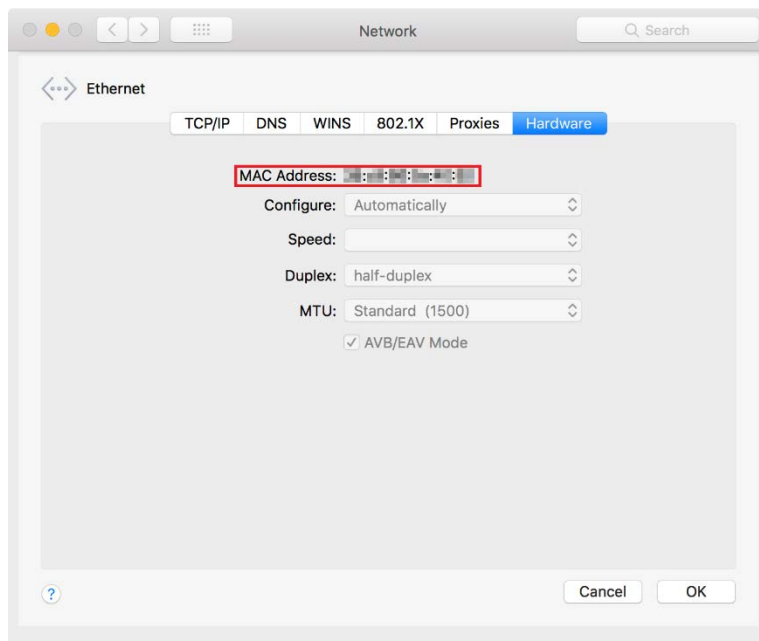 Network
Search
Ethernet
TCP/IP DNS WINS 802.1X Proxies Hardware
MAC Address:
Configure: Automatically
Speed:
Duplex: half-duplex
MTU: Standard (1500)
AVB/EAV Mode
?
Cancel OK